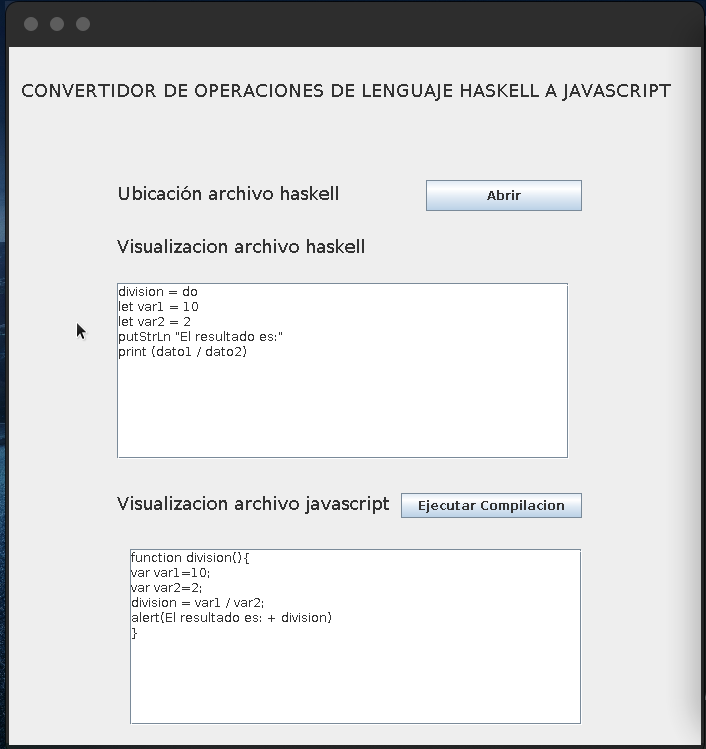 CONVERTIDOR DE OPERACIONES DE LENGUAJE HASKELL A JAVASCRIPT
Ubicación archivo haskell
Abrir
Visualizacion archivo haskell
division = do
let var1 = 10
let var2 = 2
putStrLn "El resultado es:"
print (dato1 / dato2)
Visualizacion archivo javascript
Ejecutar Compilacion
function division(){
var var1=10;
var var2=2;
division = var1 / var2;
alert(El resultado es: + division)
}